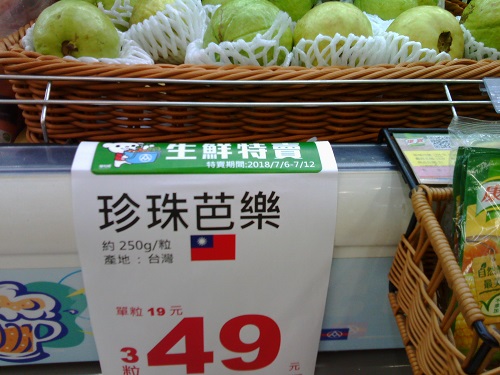 生鮮特賣
特賣期間:2018/7/6-7/12
珍珠芭樂
約 250g/粒
產地：台灣
單粒 19 元
3粒 49 元